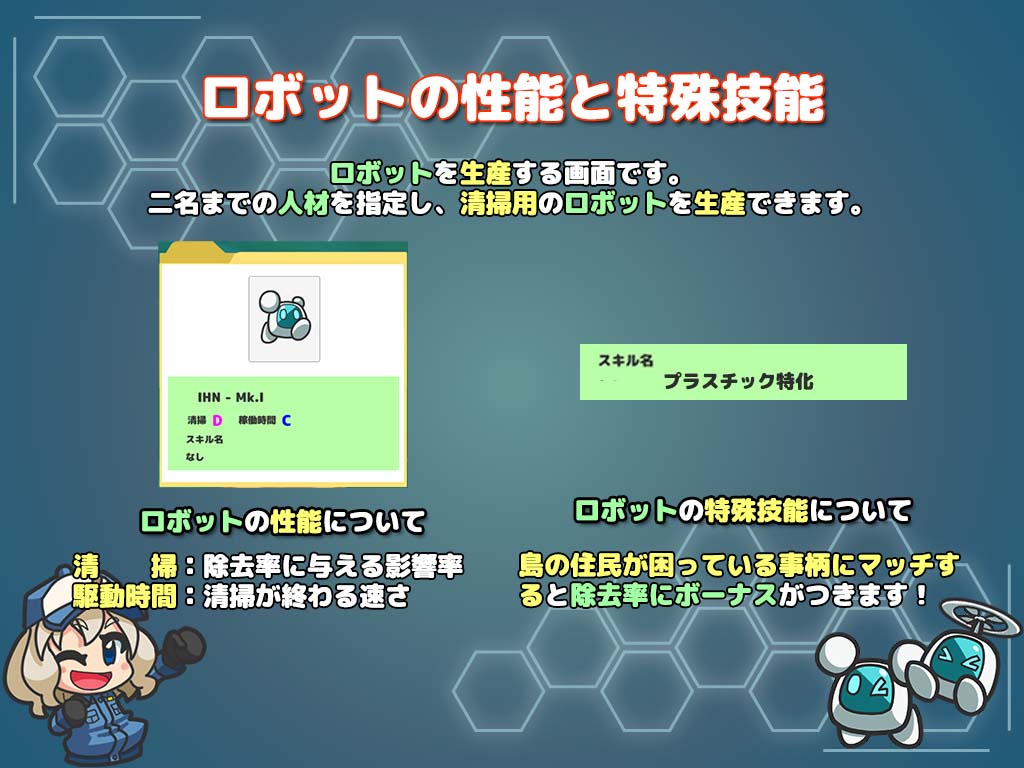 ロボットの性能と特殊技能
ロボットを生産する画面です。
二名までの人材を指定し、清掃用のロボットを生産できます。
IHN - Mk.I
清掃 D 稼働時間 C
スキル名
なし
スキル名
プラスチック特化
ロボットの性能について
清　　掃：除去率に与える影響率
駆動時間：清掃が終わる速さ
ロボットの特殊技能について
島の住民が困っている事柄にマッチす
ると除去率にボーナスがつきます！